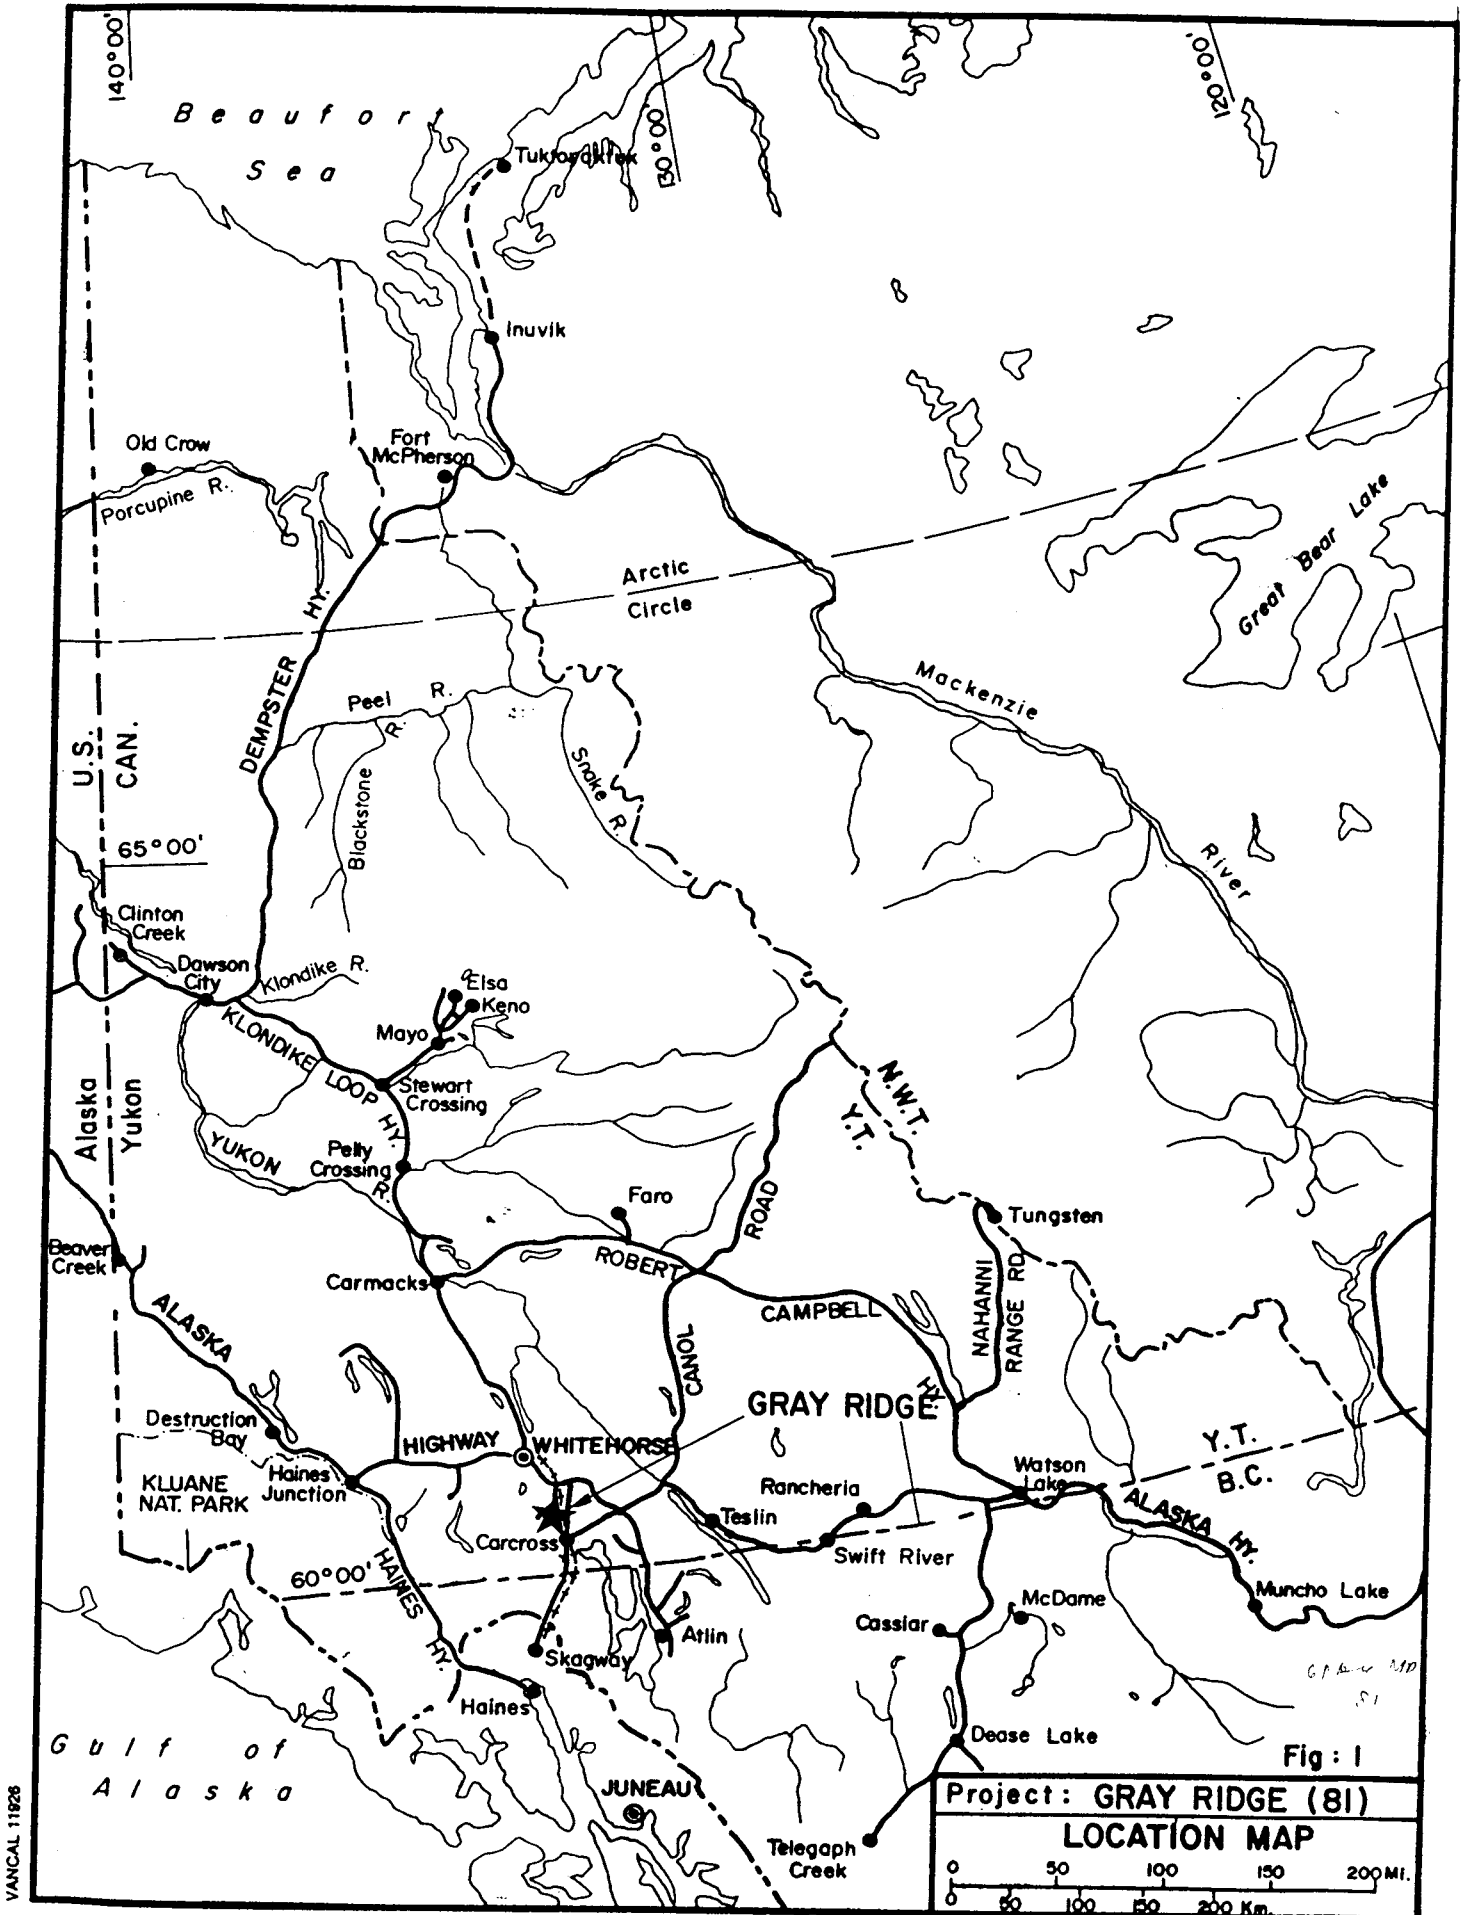 140°00'
130°00'
120°00'
Beaufort
Sea
Tuktoyaktuk
Inuvik
Old Crow
Fort
McPherson
Porcupine R.
Great Bear Lake
Arctic
Circle
DEMPSTER HY.
Mackenzie
River
Peel R.
Blackstone R.
Snake R.
U.S.
CAN.
65°00'
Clinton
Creek
Dawson
City
Klondike R.
Elsa
Keno
Mayo
KLONDIKE LOOP HY.
Stewart
Crossing
Alaska
Yukon
N.W.T.
Y.T.
YUKON R.
Pelly
Crossing
Faro
ROAD
Tungsten
Beaver
Creek
ROBERT
CAMPBELL
HY.
Carmacks
NAHANNI
RANGE RD.
ALASKA
CANOL
GRAY RIDGE
Destruction
Bay
HIGHWAY
WHITEHORSE
Y.T.
B.C.
Haines
Junction
KLUANE
NAT. PARK
Rancheria
Watson
Lake
Teslin
ALASKA HY.
Carcross
Swift River
60°00'
HAINES HY.
Muncho Lake
McDame
Cassiar
Atlin
Skagway
Haines
Dease Lake
Gulf of
Alaska
JUNEAU
Telegaph
Creek
VANCAL 11926
Fig: 1
Project: GRAY RIDGE (81)
LOCATION MAP
0 50 100 150 200 MI.
0 50 100 150 200 Km.